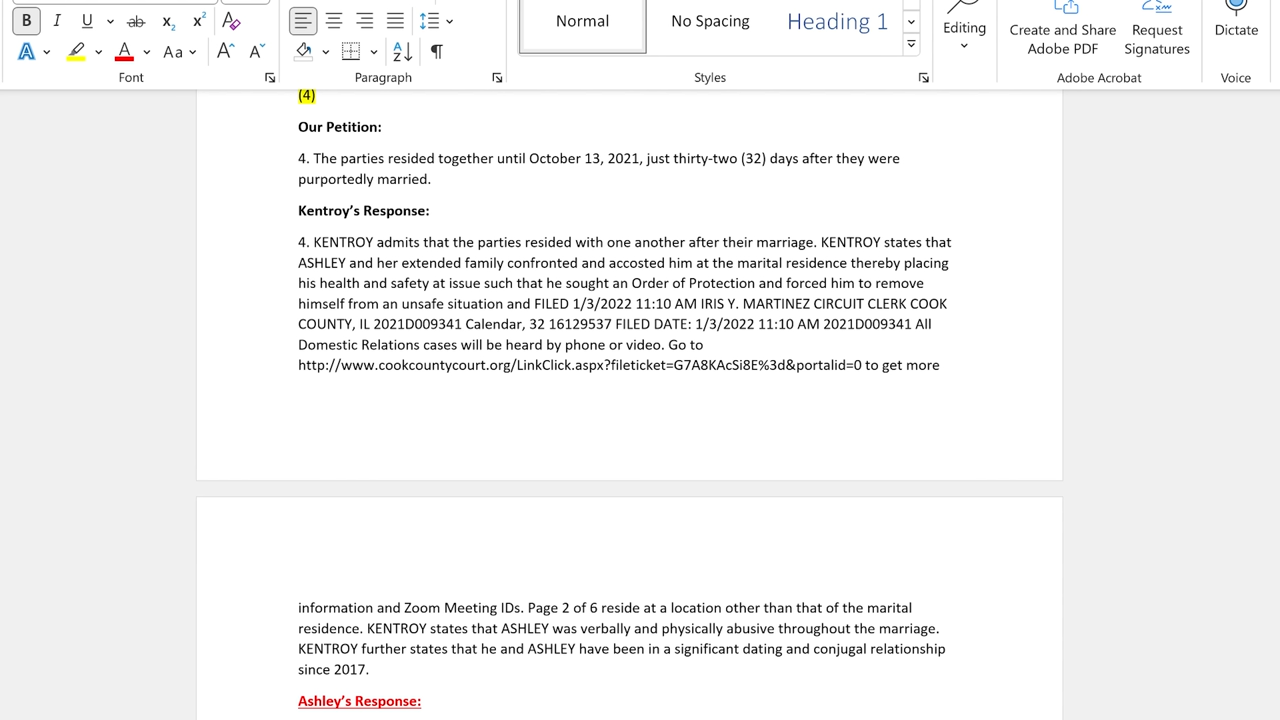 B I U ab x₂ x² A
A A Aa A^ Aˇ A Z ¶
Font Paragraph Styles
Normal No Spacing Heading 1
Editing
Create and Share Adobe PDF
Request Signatures
Dictate
Adobe Acrobat Voice
(4)
Our Petition:
4. The parties resided together until October 13, 2021, just thirty-two (32) days after they were
purportedly married.
Kentroy’s Response:
4. KENTROY admits that the parties resided with one another after their marriage. KENTROY states that
ASHLEY and her extended family confronted and accosted him at the marital residence thereby placing
his health and safety at issue such that he sought an Order of Protection and forced him to remove
himself from an unsafe situation and FILED 1/3/2022 11:10 AM IRIS Y. MARTINEZ CIRCUIT CLERK COOK
COUNTY, IL 2021D009341 Calendar, 32 16129537 FILED DATE: 1/3/2022 11:10 AM 2021D009341 All
Domestic Relations cases will be heard by phone or video. Go to
http://www.cookcountycourt.org/LinkClick.aspx?fileticket=G7A8KAcSi8E%3d&portalid=0 to get more
information and Zoom Meeting IDs. Page 2 of 6 reside at a location other than that of the marital
residence. KENTROY states that ASHLEY was verbally and physically abusive throughout the marriage.
KENTROY further states that he and ASHLEY have been in a significant dating and conjugal relationship
since 2017.
Ashley’s Response: